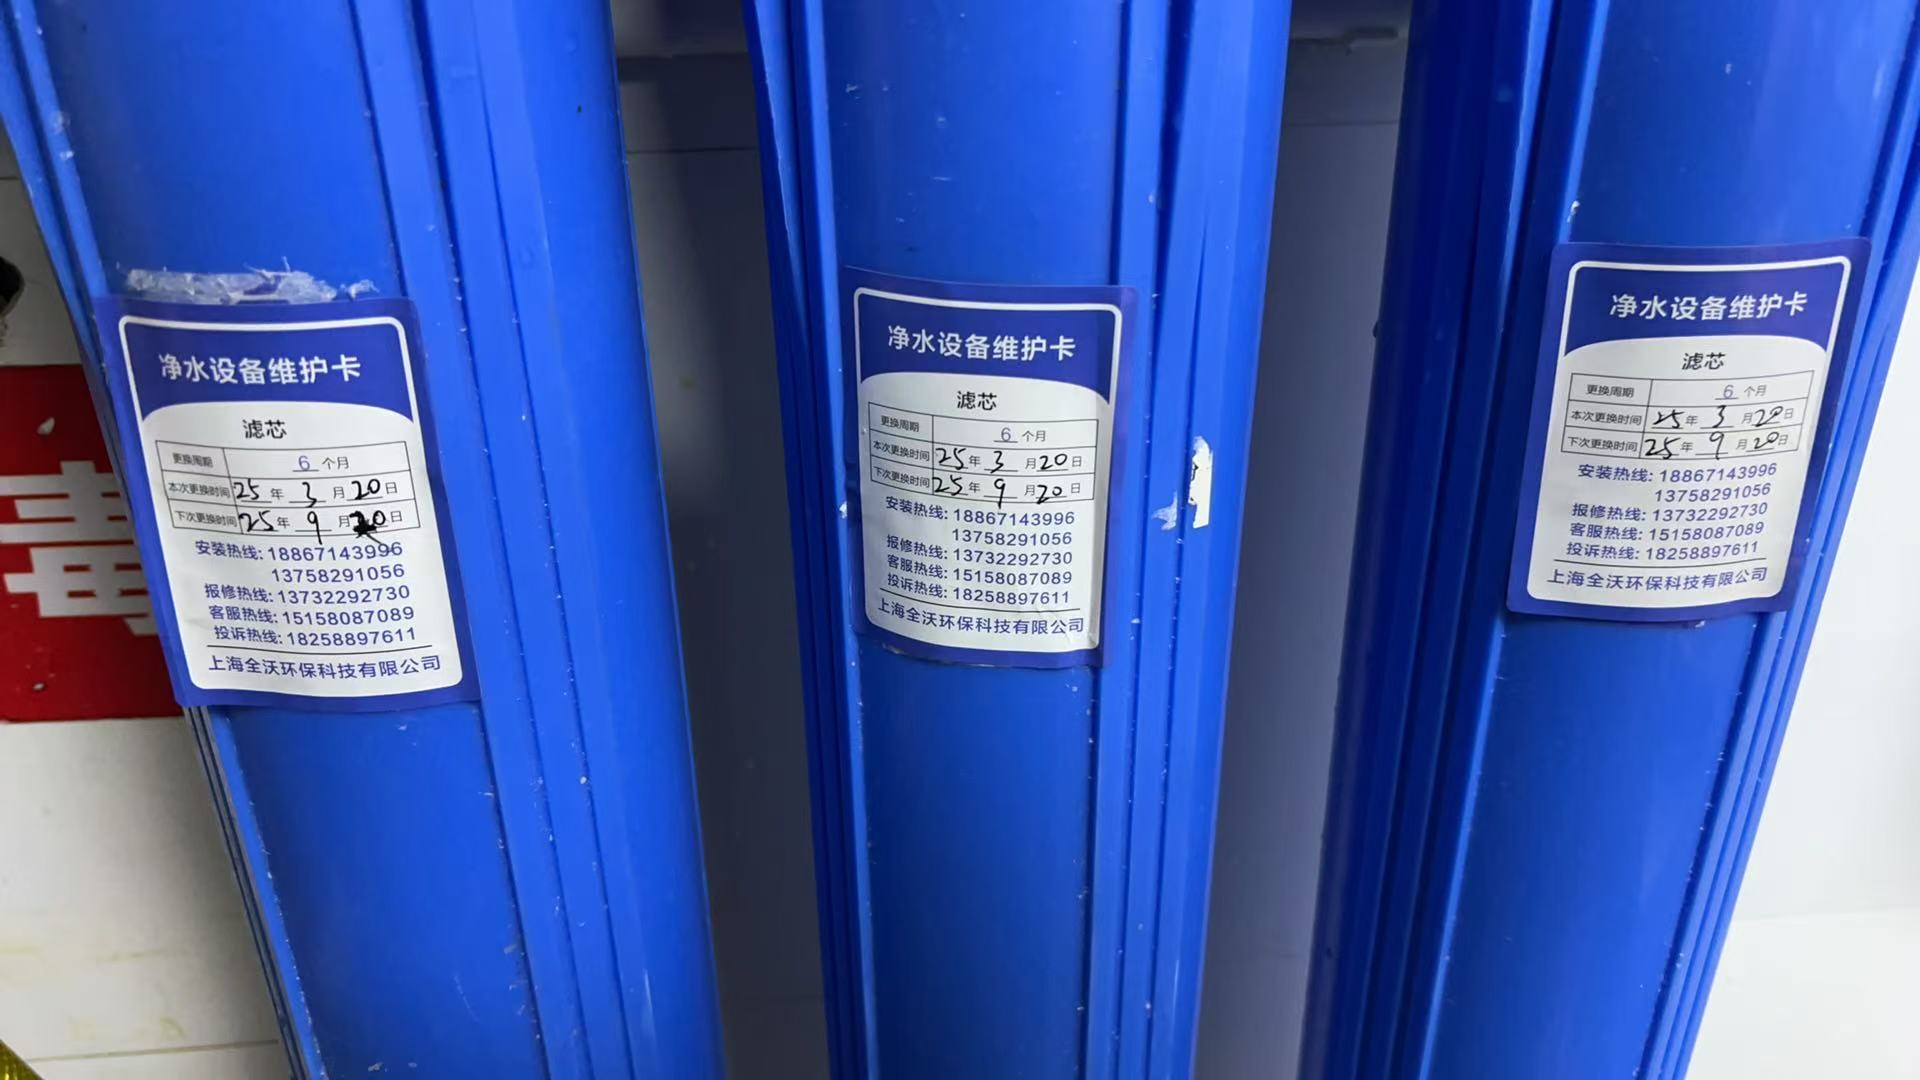 毒
净水设备维护卡
滤芯
更换周期 6 个月
本次更换时间 25 年 3 月 20 日
下次更换时间 25 年 9 月 20 日
安装热线: 18867143996
13758291056
报修热线: 13732292730
客服热线: 15158087089
投诉热线: 18258897611
上海全沃环保科技有限公司
净水设备维护卡
滤芯
更换周期 6 个月
本次更换时间 25 年 3 月 20 日
下次更换时间 25 年 9 月 20 日
安装热线: 18867143996
13758291056
报修热线: 13732292730
客服热线: 15158087089
投诉热线: 18258897611
上海全沃环保科技有限公司
净水设备维护卡
滤芯
更换周期 6 个月
本次更换时间 25 年 3 月 20 日
下次更换时间 25 年 9 月 20 日
安装热线: 18867143996
13758291056
报修热线: 13732292730
客服热线: 15158087089
投诉热线: 18258897611
上海全沃环保科技有限公司